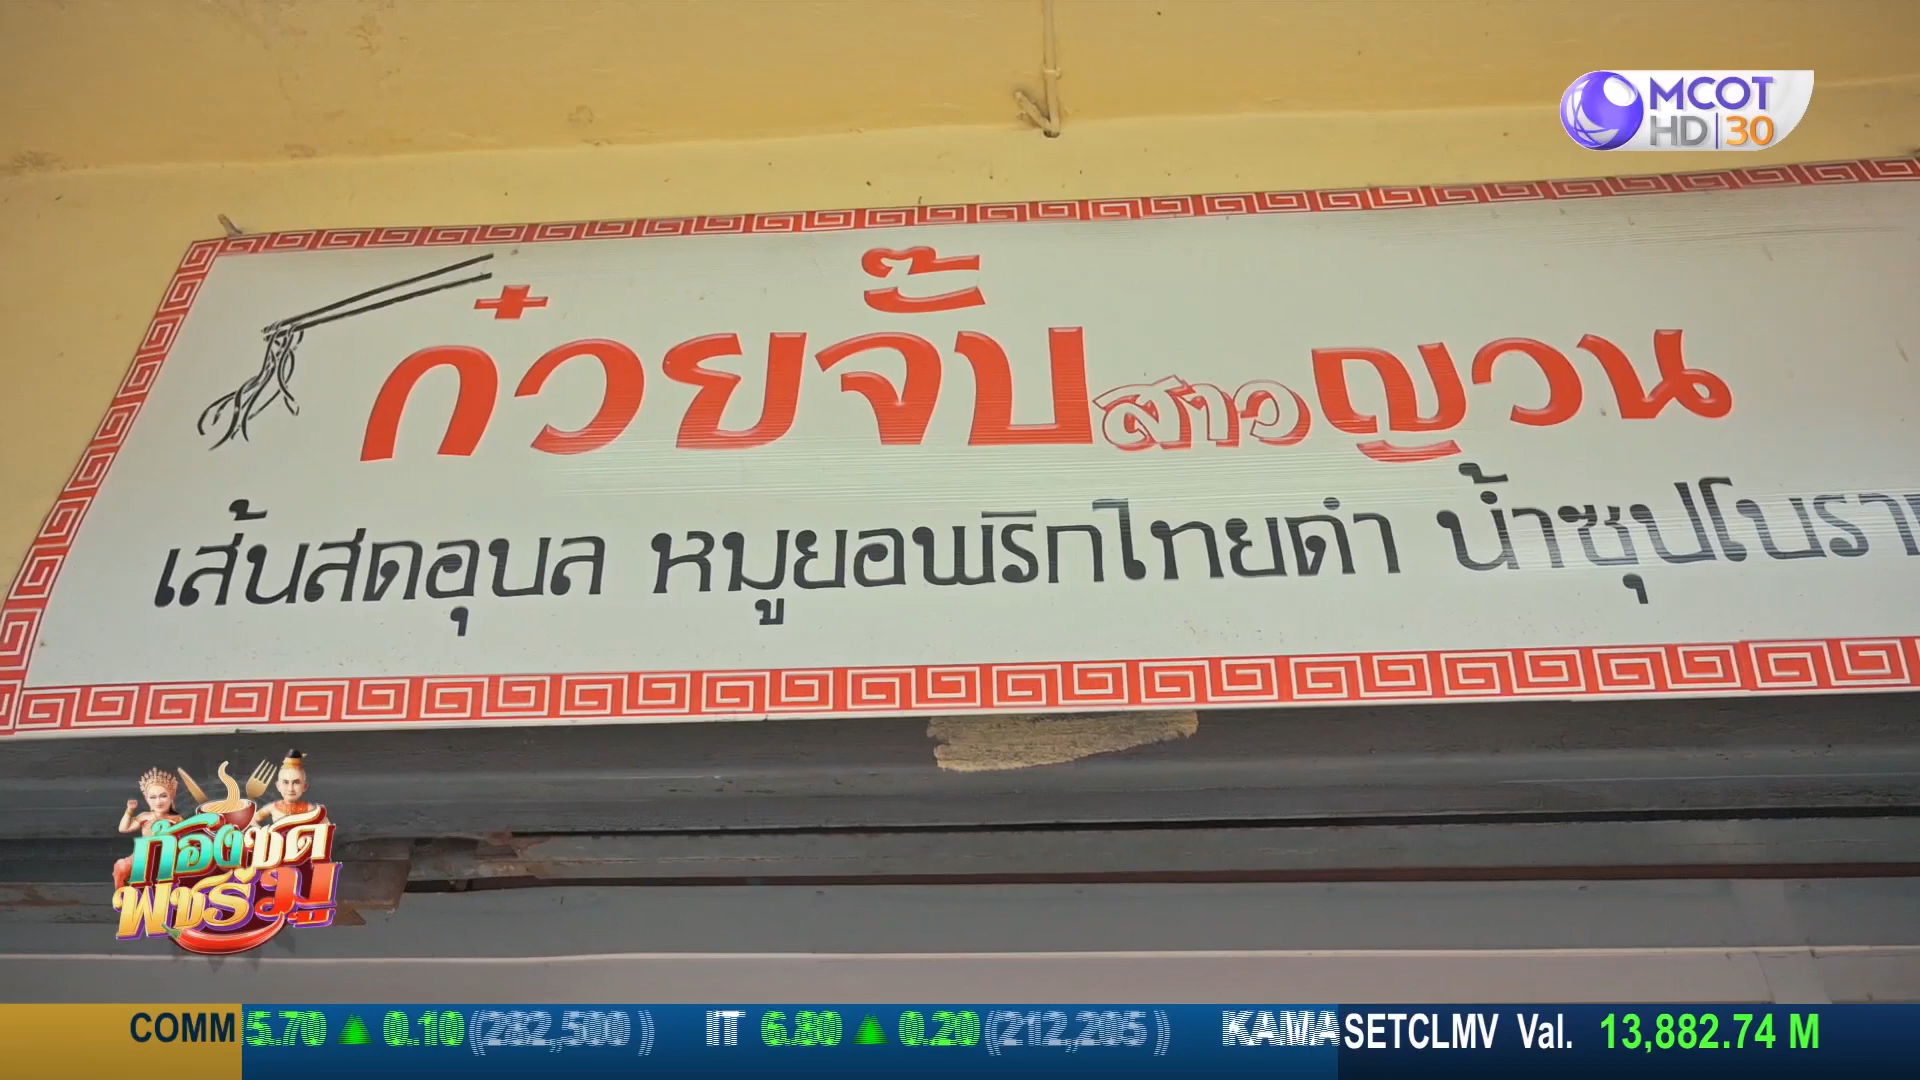 MCOT
HD 30
ก๋วยจั๊บสาวญวน
เส้นสดอุบล หมูยอพริกไทยดำ น้ำซุปโบรา
ก้องชด
พชร์มู
COMM 5.70 ▲ 0.10 (282,500) IT 6.80 ▲ 0.20 (212,205) KAMA SETCLMV Val. 13,882.74 M